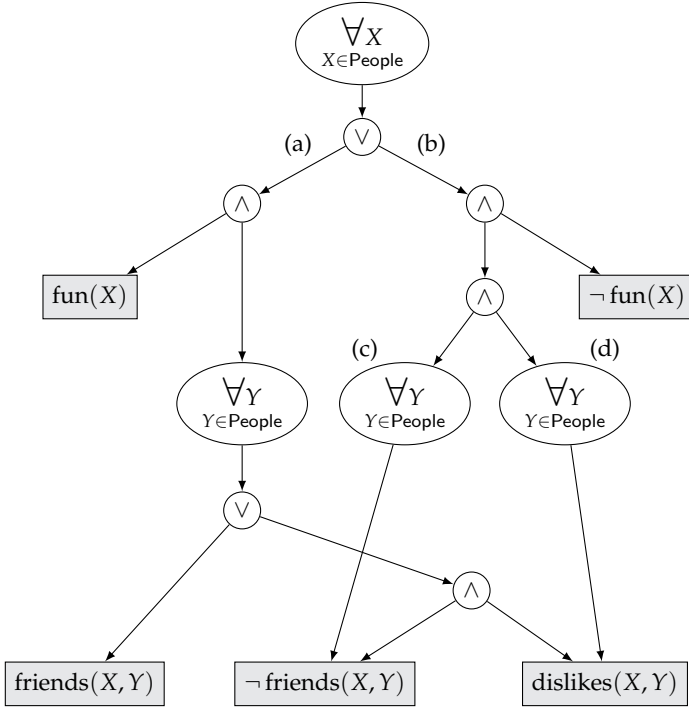 ∀X
X∈People
(a)
∨
(b)
∧
∧
fun(X)
¬ fun(X)
∧
(c)
(d)
∀Y
Y∈People
∀Y
Y∈People
∀Y
Y∈People
∨
∧
friends(X, Y)
¬ friends(X, Y)
dislikes(X, Y)